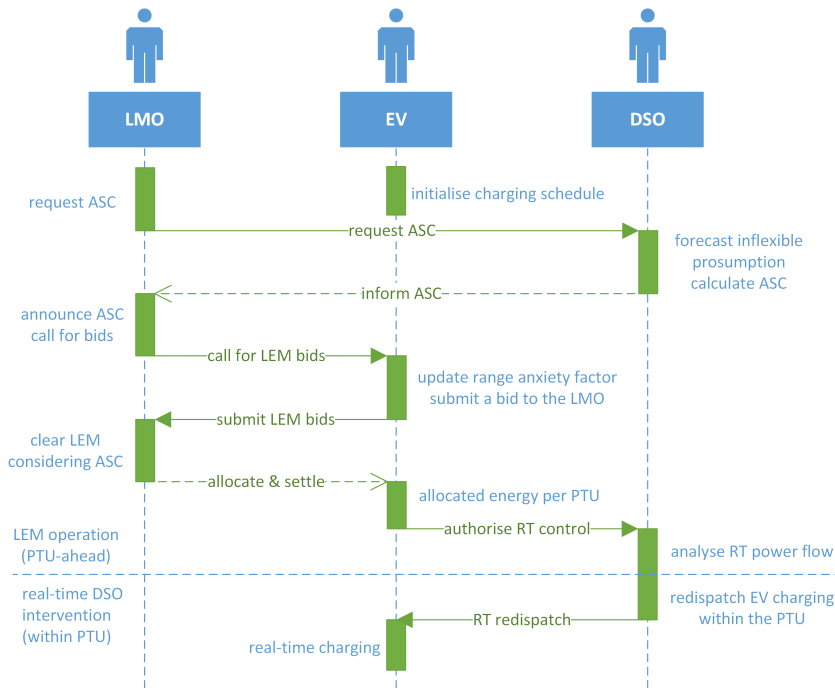 LMO
EV
DSO
request ASC
initialise charging schedule
request ASC
forecast inflexible
prosumption
calculate ASC
inform ASC
announce ASC
call for bids
call for LEM bids
update range anxiety factor
submit a bid to the LMO
submit LEM bids
clear LEM
considering ASC
allocate & settle
allocated energy per PTU
authorise RT control
LEM operation
(PTU-ahead)
analyse RT power flow
real-time DSO
intervention
(within PTU)
redispatch EV charging
within the PTU
RT redispatch
real-time charging